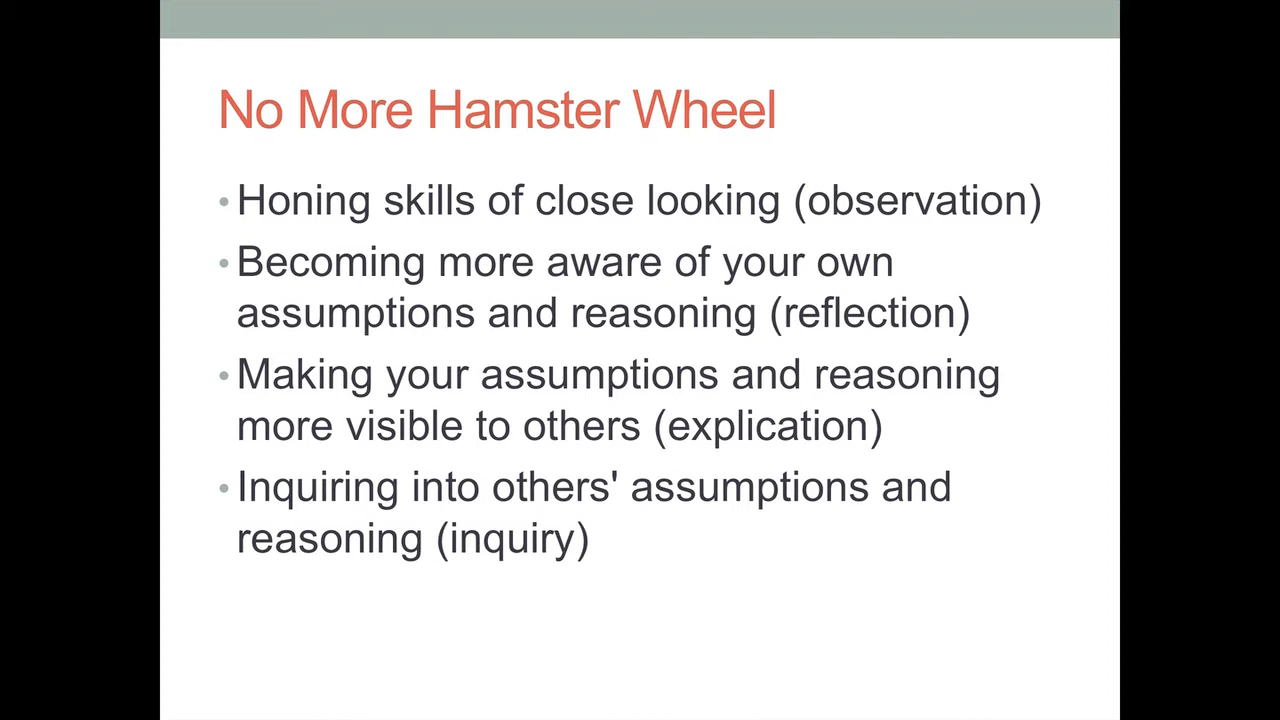 No More Hamster Wheel
• Honing skills of close looking (observation)
• Becoming more aware of your own
assumptions and reasoning (reflection)
• Making your assumptions and reasoning
more visible to others (explication)
• Inquiring into others' assumptions and
reasoning (inquiry)